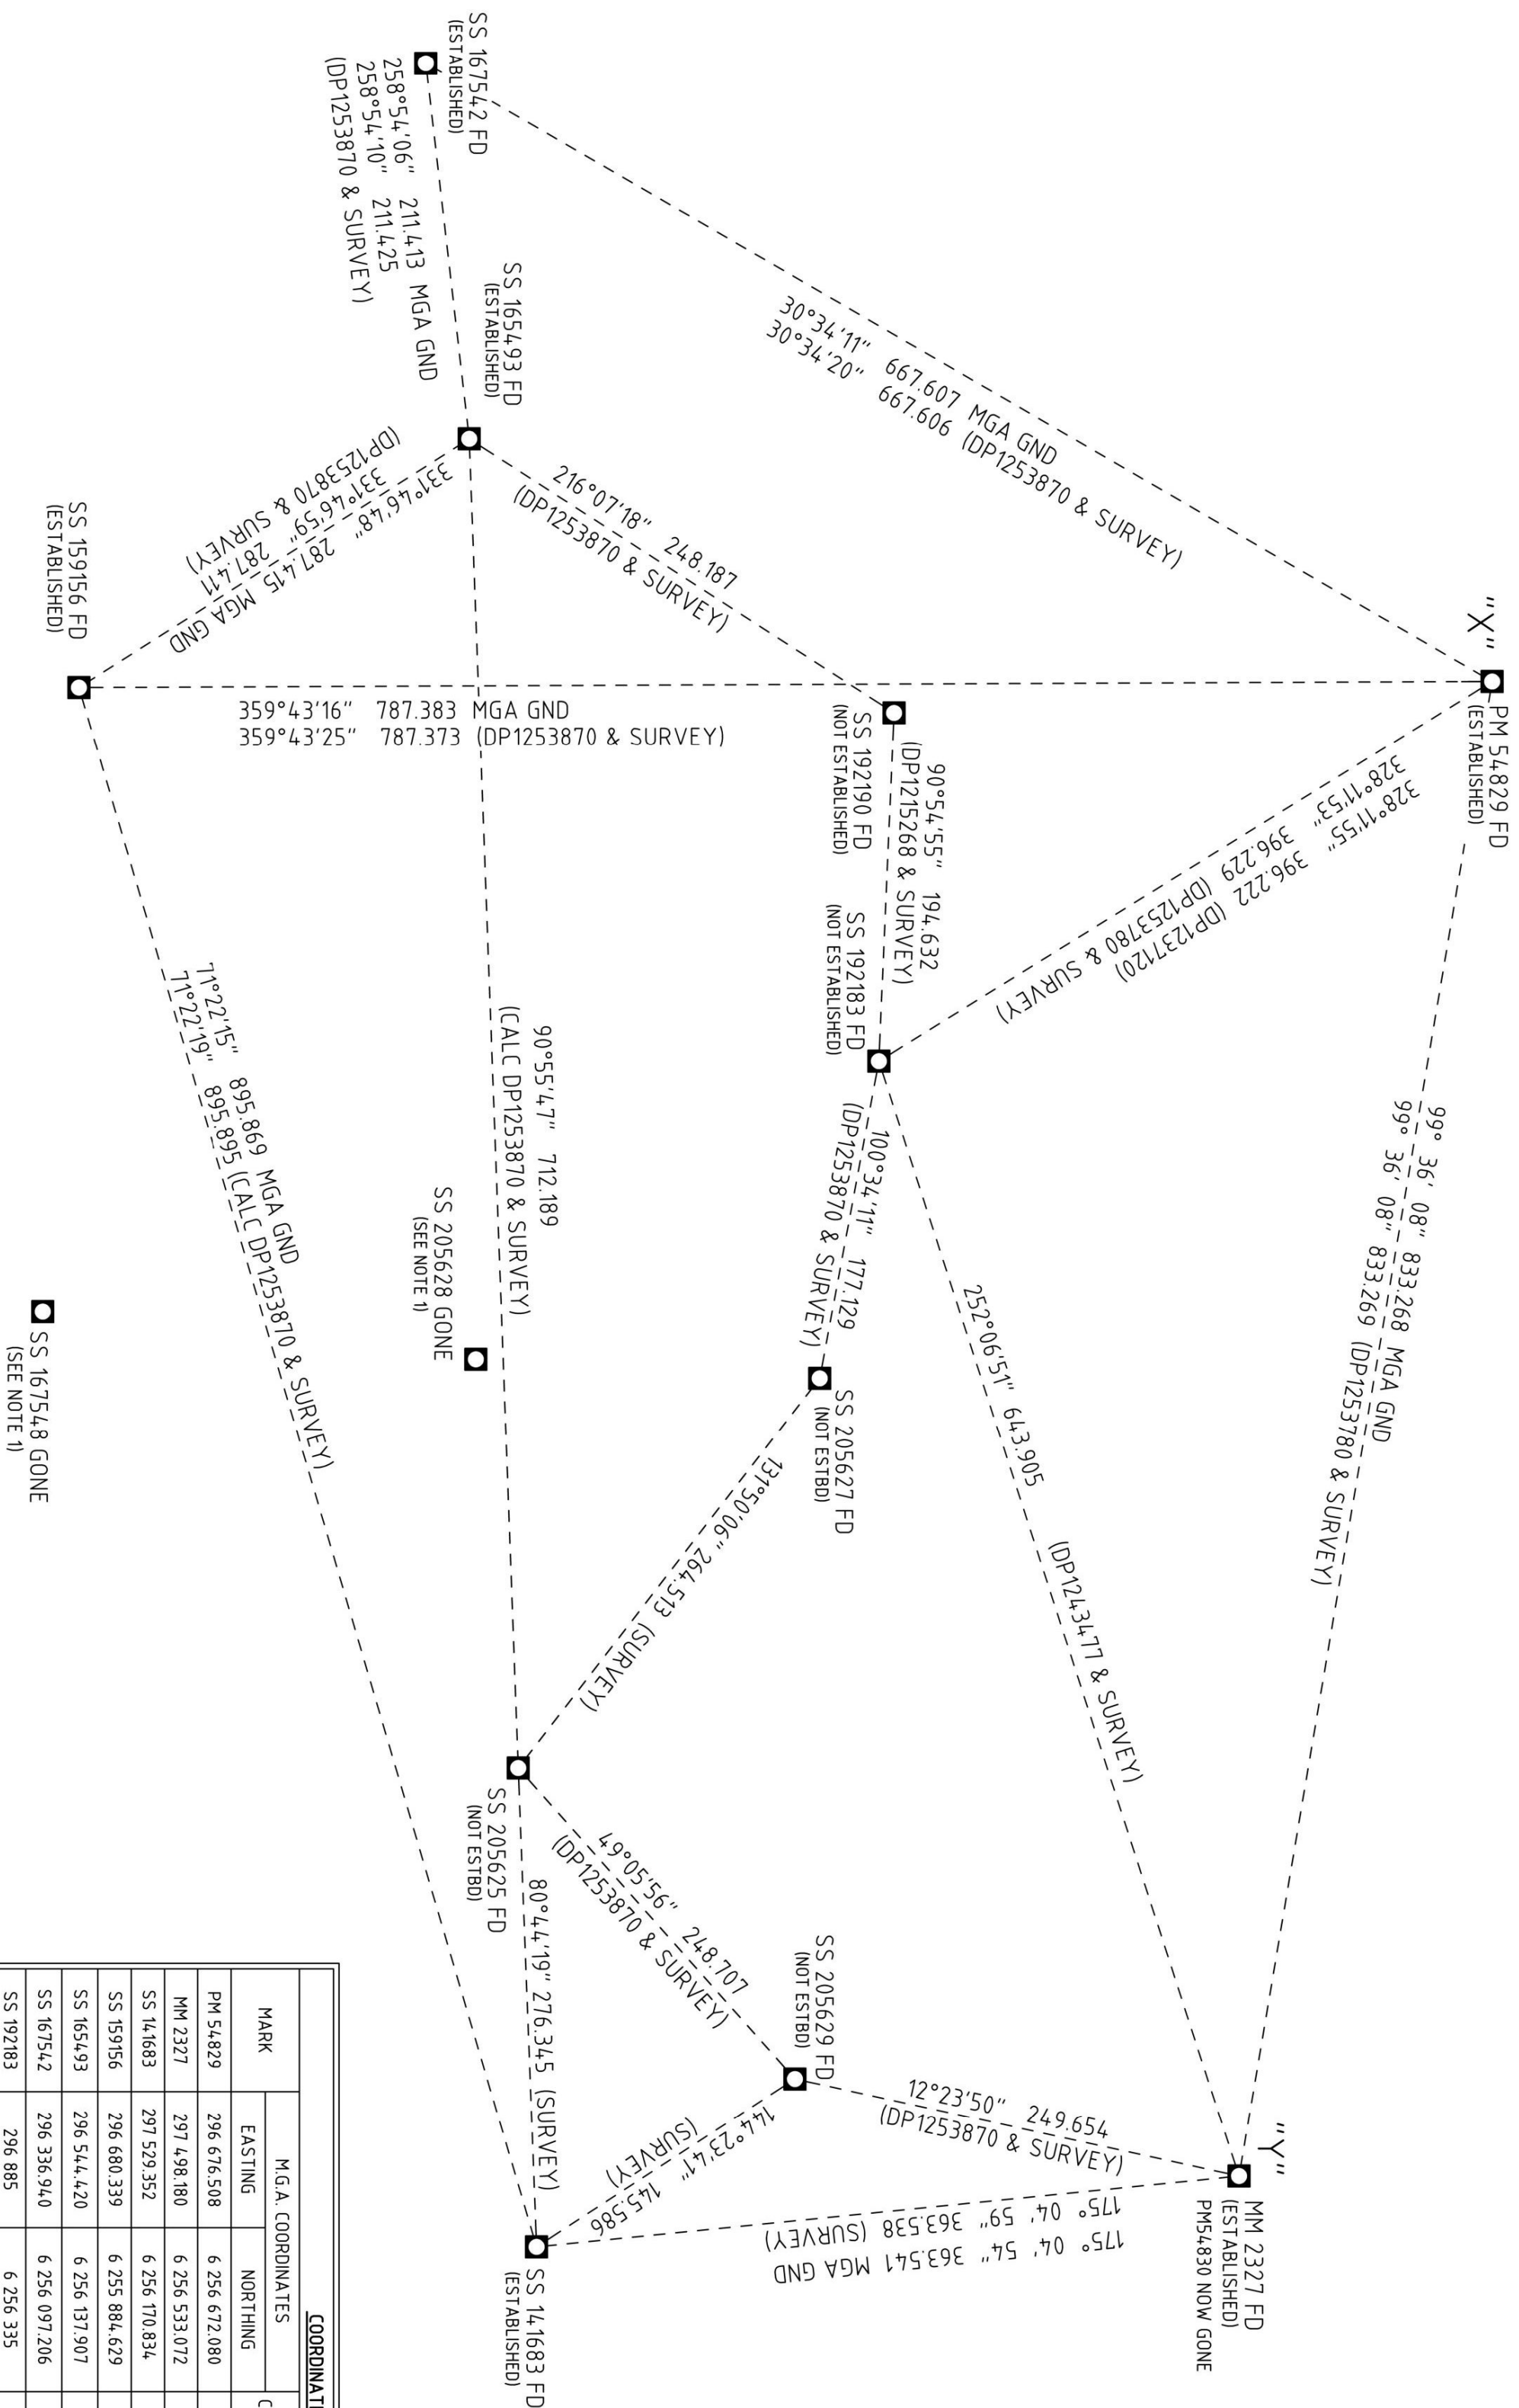 "X"
PM 54829 FD
(ESTABLISHED)
99° 36' 08" 833.268 MGA GND
99° 36' 08" 833.269 (DP1253780 & SURVEY)
"Y"
MM 2327 FD
(ESTABLISHED)
PM54830 NOW GONE
30°34'11" 667.607 MGA GND
30°34'20" 667.606 (DP1253870 & SURVEY)
328°11'55" 396.222 (DP1237120)
328°11'53" 396.229 (DP1253780 & SURVEY)
252°06'51" 643.905
(DP1243477 & SURVEY)
90°54'55" 194.632
(DP1215268 & SURVEY)
SS 192190 FD
(NOT ESTABLISHED)
SS 192183 FD
(NOT ESTABLISHED)
100°34'11" 177.129
(DP1253870 & SURVEY)
SS 205627 FD
(NOT ESTBD)
216°07'18" 248.187
(DP1253870 & SURVEY)
131°50'06" 264.513 (SURVEY)
12°23'50" 249.654
(DP1253870 & SURVEY)
175° 04' 59" 363.538 (SURVEY)
175° 04' 54" 363.541 MGA GND
SS 205629 FD
(NOT ESTBD)
49°05'56" 248.707
(DP1253870 & SURVEY)
144°23'41" 145.586
(SURVEY)
SS 167542 FD
(ESTABLISHED)
258°54'06" 211.413 MGA GND
258°54'10" 211.425
(DP1253870 & SURVEY)
SS 165493 FD
(ESTABLISHED)
90°55'47" 712.189
(CALC DP1253870 & SURVEY)
SS 205628 GONE
(SEE NOTE 1)
SS 205625 FD
(NOT ESTBD)
80°44'19" 276.345 (SURVEY)
SS 141683 FD
(ESTABLISHED)
331°46'48" 287.415 MGA GND
331°46'59" 287.411
(DP1253870 & SURVEY)
359°43'16" 787.383 MGA GND
359°43'25" 787.373 (DP1253870 & SURVEY)
SS 159156 FD
(ESTABLISHED)
71°22'15" 895.869 MGA GND
71°22'19" 895.895 (CALC DP1253870 & SURVEY)
SS 167548 GONE
(SEE NOTE 1)
MARK M.G.A. COORDINATES
EASTING NORTHING
PM 54829 296 676.508 6 256 672.080
MM 2327 297 498.180 6 256 533.072
SS 141683 297 529.352 6 256 170.834
SS 159156 296 680.339 6 255 884.629
SS 165493 296 544.420 6 256 137.907
SS 167542 296 336.940 6 256 097.206
SS 192183 296 885 6 256 335